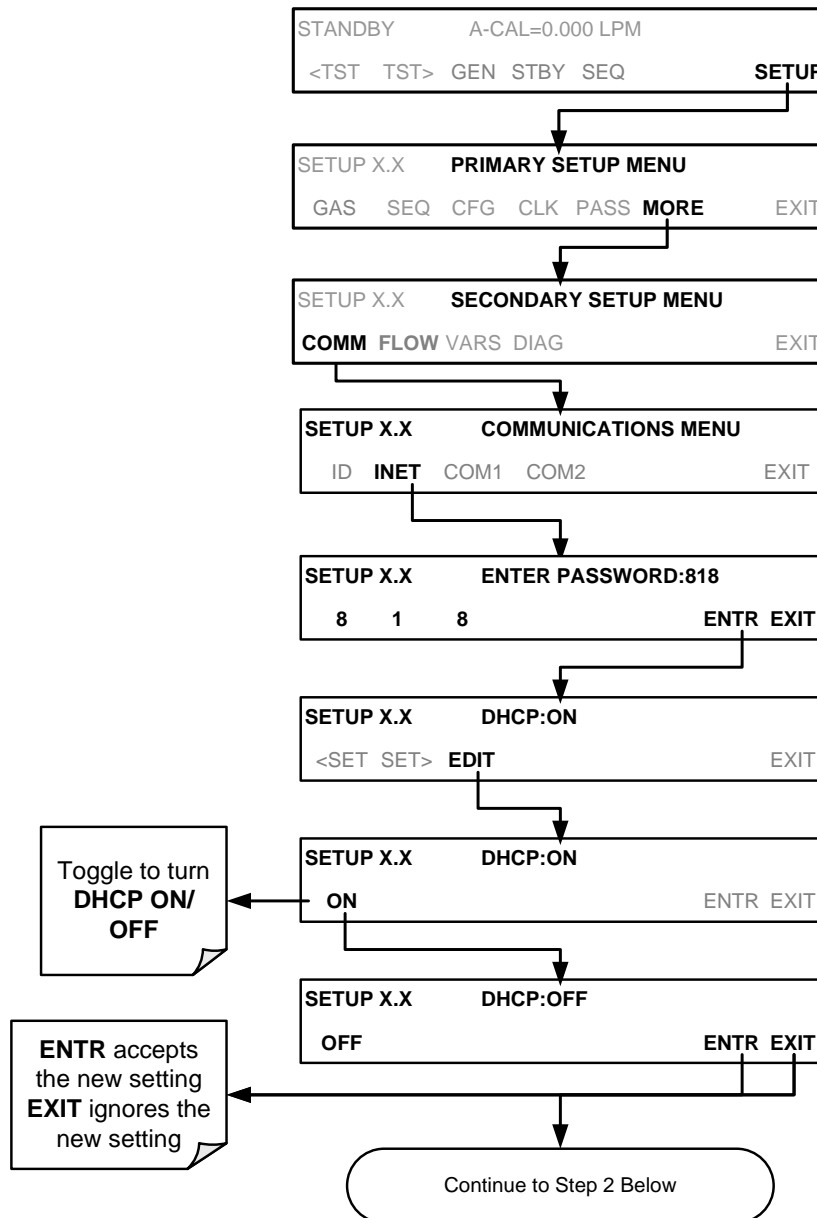 STANDBY A-CAL=0.000 LPM
<TST TST> GEN STBY SEQ SETUP
SETUP X.X PRIMARY SETUP MENU
GAS SEQ CFG CLK PASS MORE EXIT
SETUP X.X SECONDARY SETUP MENU
COMM FLOW VARS DIAG EXIT
SETUP X.X COMMUNICATIONS MENU
ID INET COM1 COM2 EXIT
SETUP X.X ENTER PASSWORD:818
8 1 8 ENTR EXIT
SETUP X.X DHCP:ON
<SET SET> EDIT EXIT
Toggle to turn
DHCP ON/
OFF
SETUP X.X DHCP:ON
ON ENTR EXIT
SETUP X.X DHCP:OFF
OFF ENTR EXIT
ENTR accepts
the new setting
EXIT ignores the
new setting
Continue to Step 2 Below